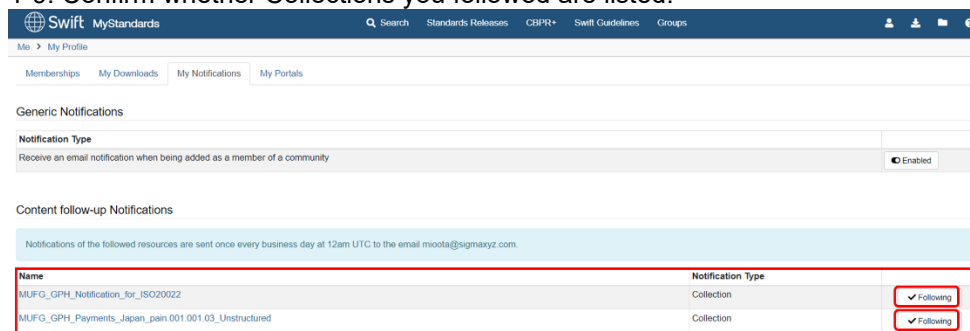 Swift MyStandards Search Standards Releases CBPR+ Swift Guidelines Groups
Me > My Profile
Memberships My Downloads My Notifications My Portals
Generic Notifications
Notification Type
Receive an email notification when being added as a member of a community Enabled
Content follow-up Notifications
Notifications of the followed resources are sent once every business day at 12am UTC to the email mioota@sigmaxyz.com.
Name Notification Type
MUFG_GPH_Notification_for_ISO20022 Collection Following
MUFG_GPH_Payments_Japan_pain.001.001.03_Unstructured Collection Following